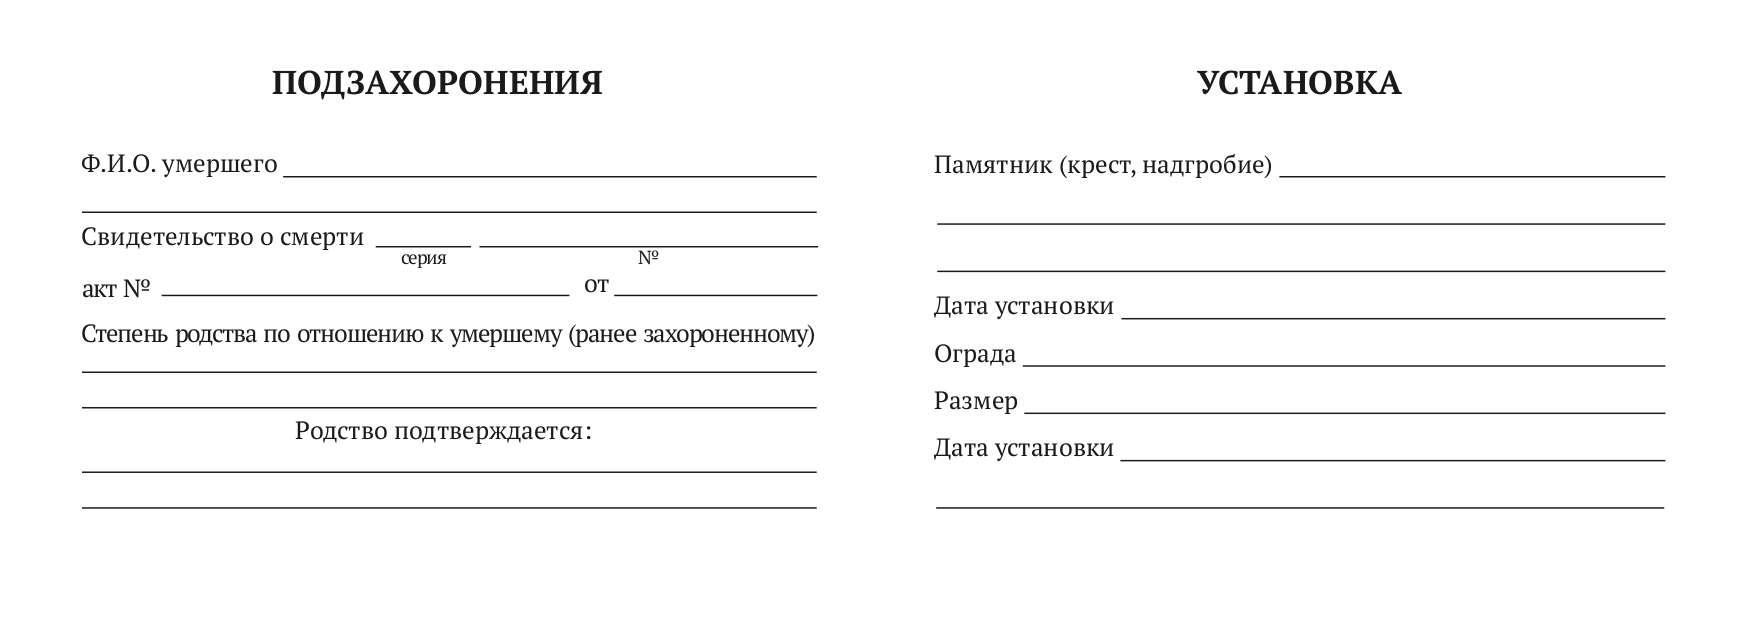 ПОДЗАХОРОНЕНИЯ
Ф.И.О. умершего
Свидетельство о смерти
серия №
акт № от
Степень родства по отношению к умершему (ранее захороненному)
Родство подтверждается:
УСТАНОВКА
Памятник (крест, надгробие)
Дата установки
Ограда
Размер
Дата установки